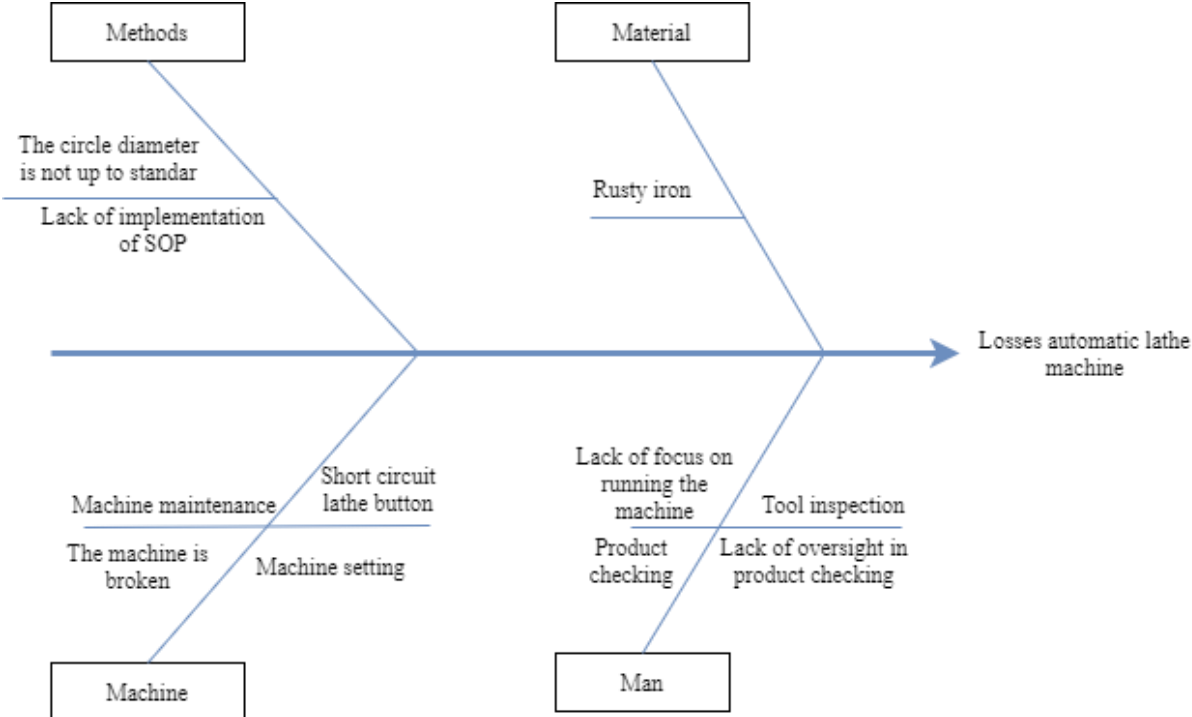 Methods
Material
The circle diameter
is not up to standar
Lack of implementation
of SOP
Rusty iron
Losses automatic lathe
machine
Machine maintenance
Short circuit
lathe button
The machine is
broken
Machine setting
Lack of focus on
running the
machine
Tool inspection
Product
checking
Lack of oversight in
product checking
Machine
Man